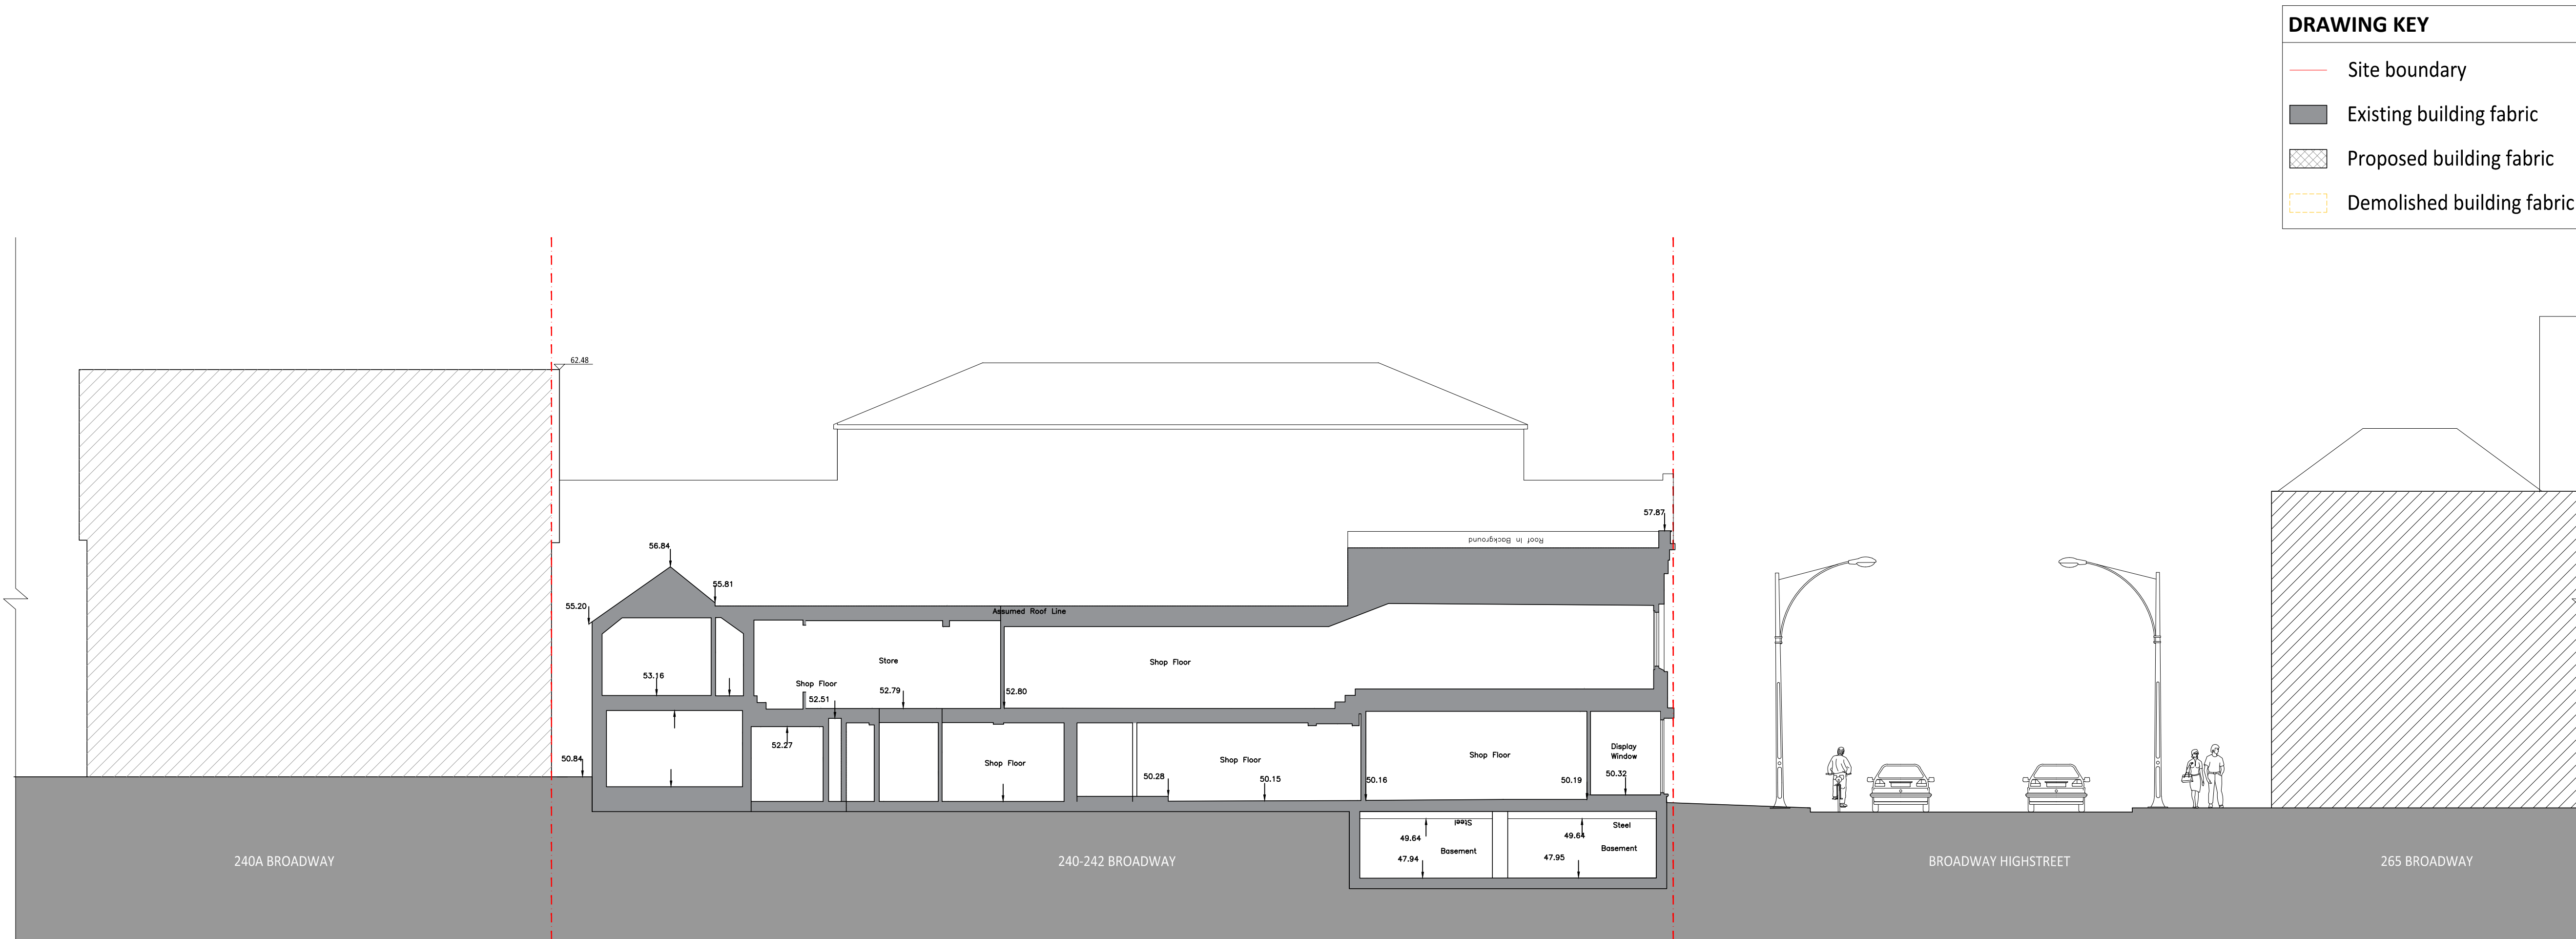 DRAWING KEY
Site boundary
Existing building fabric
Proposed building fabric
Demolished building fabric
62.48
57.87
Roof In Background
56.84
55.81
55.20
Assumed Roof Line
Store
Shop Floor
53.16
Shop Floor
52.51
52.79
52.80
52.27
50.84
Shop Floor
Shop Floor
50.28
50.15
Shop Floor
50.16
50.19
Display
Window
50.32
Steel
49.64
Basement
47.94
Steel
49.64
Basement
47.95
240A BROADWAY
240-242 BROADWAY
BROADWAY HIGHSTREET
265 BROADWAY